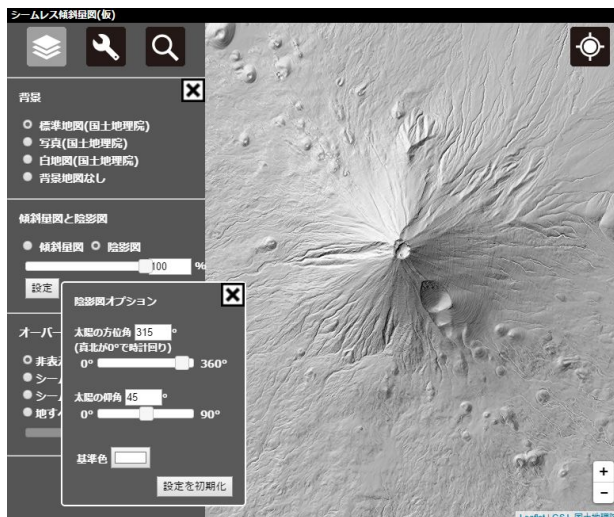 シームレス傾斜量図(仮)
背景
標準地図(国土地理院)
写真(国土地理院)
白地図(国土地理院)
背景地図なし
傾斜量図と陰影図
傾斜量図 陰影図
100 %
設定
陰影図オプション
太陽の方位角 315 °
(真北が0°で時計回り)
0° 360°
太陽の仰角 45 °
0° 90°
基準色
設定を初期化
オーバー
非表
シーム
シーム
地す
+
−
Leaflet | GSI, 国土地理院